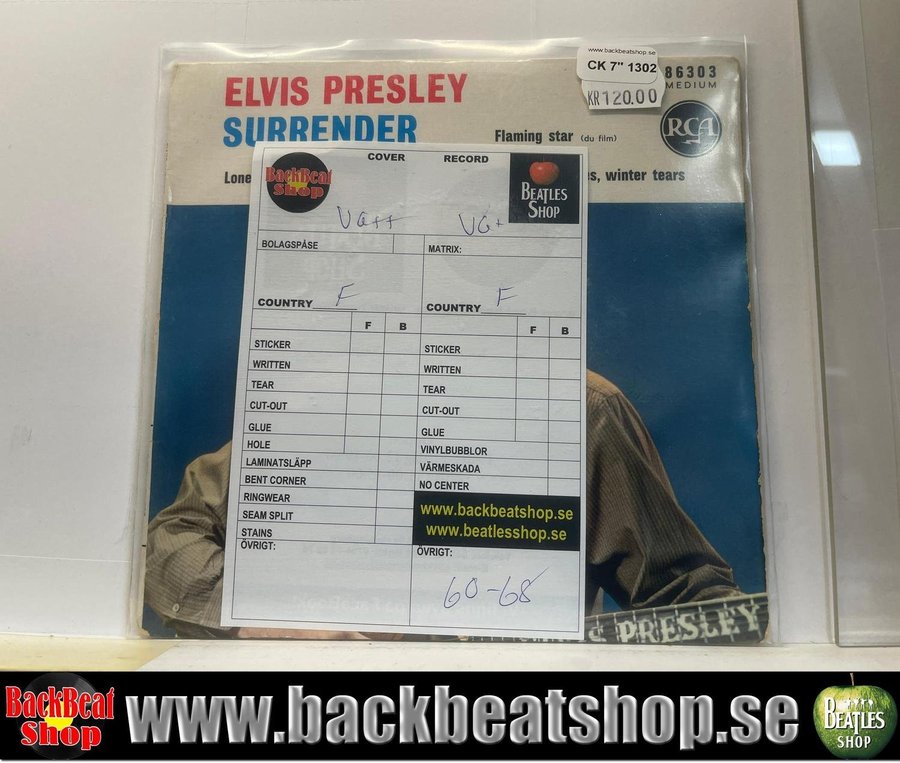 www.backbeatshop.se
CK 7" 1302
KR 120.00
86303
MEDIUM
RCA
ELVIS PRESLEY
SURRENDER
Flaming star (du film)
Lone
s, winter tears
BackBeat
Shop
COVER RECORD
BEATLES
SHOP
VG++ VG+
BOLAGSPÅSE MATRIX:
COUNTRY F COUNTRY F
F B F B
STICKER STICKER
WRITTEN WRITTEN
TEAR TEAR
CUT-OUT CUT-OUT
GLUE GLUE
HOLE VINYLBUBBLOR
LAMINATSLÄPP VÄRMESKADA
BENT CORNER NO CENTER
RINGWEAR
SEAM SPLIT
STAINS
www.backbeatshop.se
www.beatlesshop.se
ÖVRIGT: ÖVRIGT:
60-68
PRESLEY
BackBeat
Shop
www.backbeatshop.se
BEATLES
SHOP